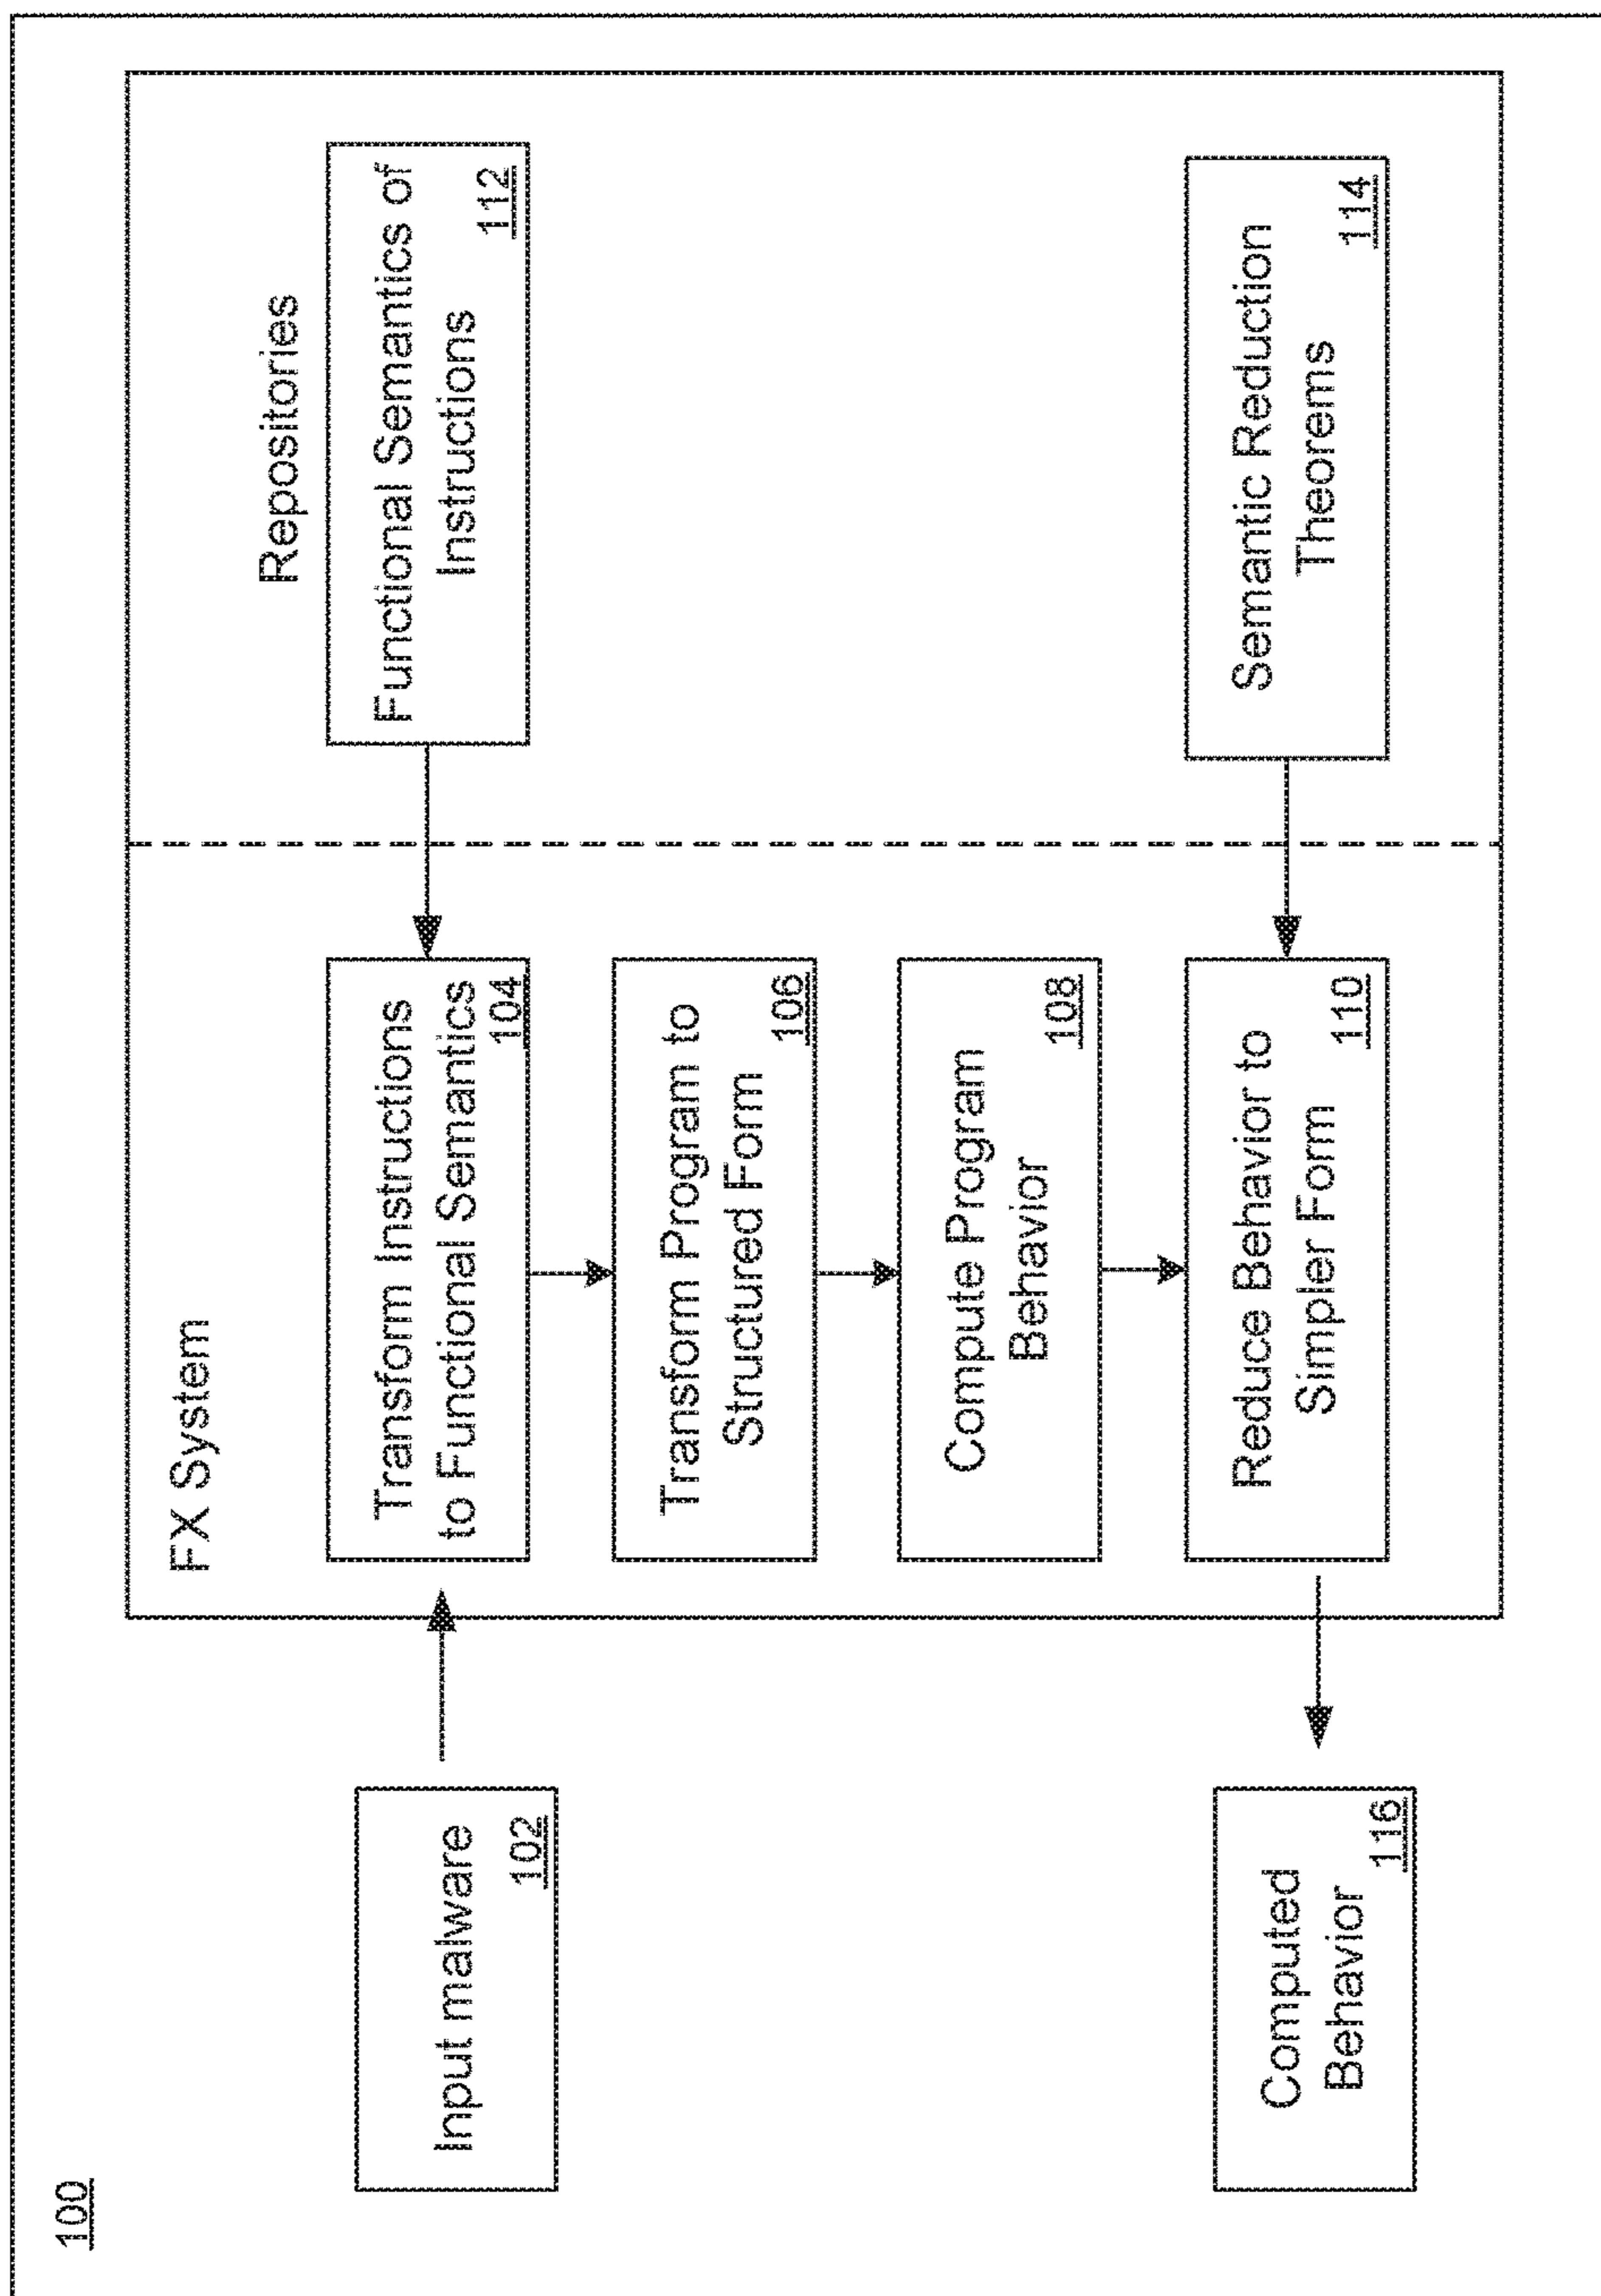 100
FX System
Repositories
Input malware
102
Transform Instructions
to Functional Semantics
104
Functional Semantics of
Instructions
112
Transform Program to
Structured Form
106
Compute Program
Behavior
108
Computed
Behavior
116
Reduce Behavior to
Simpler Form
110
Semantic Reduction
Theorems
114